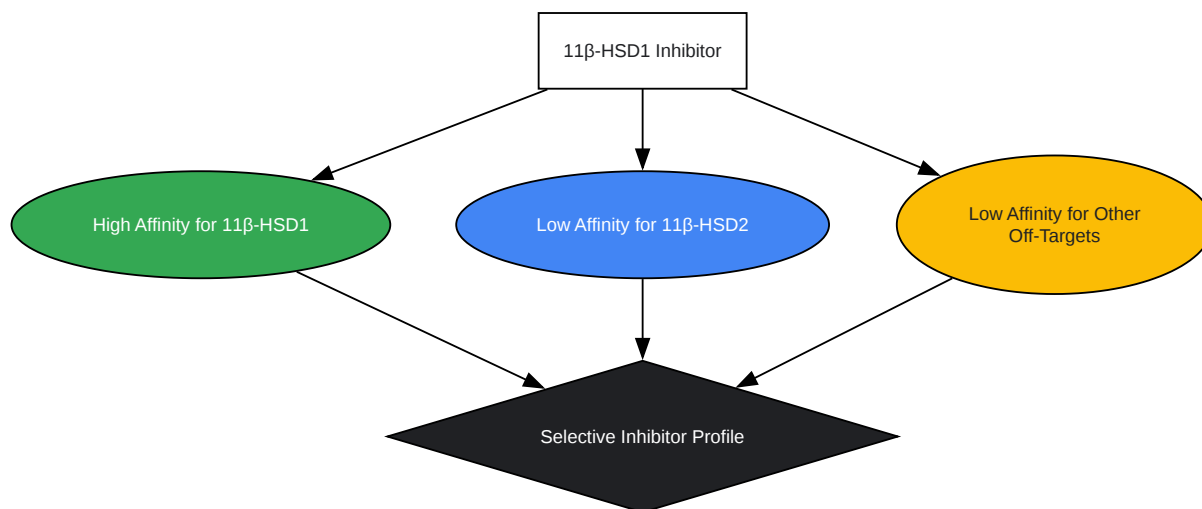 11β-HSD1 Inhibitor
High Affinity for 11β-HSD1
Low Affinity for 11β-HSD2
Low Affinity for Other
Off-Targets
Selective Inhibitor Profile